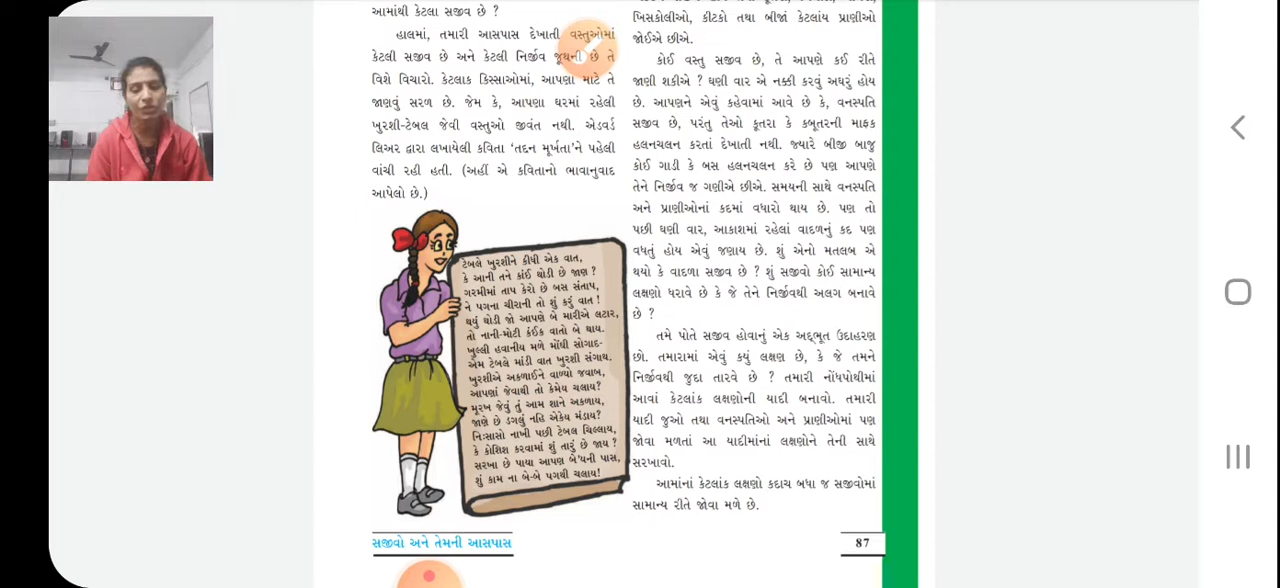 આમાંથી કેટલા સજીવ છે ?
હાલમાં, તમારી આસપાસ દેખાતી વસ્તુઓમાં
કેટલી સજીવ છે અને કેટલી નિર્જીવ જૂથની છે તે
વિશે વિચારો. કેટલાક કિસ્સાઓમાં, આપણા માટે તે
જાણવું સરળ છે. જેમ કે, આપણા ઘરમાં રહેલી
ખુરશી-ટેબલ જેવી વસ્તુઓ જીવંત નથી. એડવર્ડ
લિઅર દ્વારા લખાયેલી કવિતા ‘તદ્દન મૂર્ખતા’ને પહેલી
વાંચી રહી હતી. (અહીં એ કવિતાનો ભાવાનુવાદ
આપેલો છે.)
ટેબલે ખુરશીને કીધી એક વાત,
કે આની તને કાંઈ થોડી છે જાણ ?
ગરમીમાં તાપ કેરો છે બસ સંતાપ,
ને પગના ચીરાની તો શું કરું વાત !
થયું થોડી જો આપણે બે મારીએ લટાર,
તો નાની-મોટી કંઈક વાતો બે થાય.
ખુલ્લી હવાનીય મળે મોંઘી સોગાદ-
એમ ટેબલે માંડી વાત ખુરશી સંગાથ.
ખુરશીએ અકળાઈને વાળ્યો જવાબ,
આપણાં જેવાથી તો કેમેય ચલાય?
મૂરખ જેવું તું આમ શાને અકળાય,
જાણે છે ડગલું નહિ એકેય મંડાય?
નિઃસાસો નાખી પછી ટેબલ ચિલ્લાય,
કે કોશિશ કરવામાં શું તારું છે જાય ?
સરખા છે પાયા આપણ બે'યની પાસ,
શું કામ ના બે-બે પગથી ચલાય!
સજીવો અને તેમની આસપાસ
ખિસકોલીઓ, કીટકો તથા બીજાં કેટલાંય પ્રાણીઓ
જોઈએ છીએ.
કોઈ વસ્તુ સજીવ છે, તે આપણે કઈ રીતે
જાણી શકીએ ? ઘણી વાર એ નક્કી કરવું અઘરું હોય
છે. આપણને એવું કહેવામાં આવે છે કે, વનસ્પતિ
સજીવ છે, પરંતુ તેઓ કૂતરા કે કબૂતરની માફક
હલનચલન કરતાં દેખાતી નથી. જ્યારે બીજી બાજુ
કોઈ ગાડી કે બસ હલનચલન કરે છે પણ આપણે
તેને નિર્જીવ જ ગણીએ છીએ. સમયની સાથે વનસ્પતિ
અને પ્રાણીઓનાં કદમાં વધારો થાય છે. પણ તો
પછી ઘણી વાર, આકાશમાં રહેલાં વાદળનું કદ પણ
વધતું હોય એવું જણાય છે. શું એનો મતલબ એ
થયો કે વાદળા સજીવ છે ? શું સજીવો કોઈ સામાન્ય
લક્ષણો ધરાવે છે કે જે તેને નિર્જીવથી અલગ બનાવે
છે ?
તમે પોતે સજીવ હોવાનું એક અદ્ભૂત ઉદાહરણ
છો. તમારામાં એવું કયું લક્ષણ છે, કે જે તમને
નિર્જીવથી જુદા તારવે છે ? તમારી નોંધપોથીમાં
આવાં કેટલાંક લક્ષણોની યાદી બનાવો. તમારી
યાદી જુઓ તથા વનસ્પતિઓ અને પ્રાણીઓમાં પણ
જોવા મળતાં આ યાદીમાંનાં લક્ષણોને તેની સાથે
સરખાવો.
આમાંનાં કેટલાંક લક્ષણો કદાચ બધા જ સજીવોમાં
સામાન્ય રીતે જોવા મળે છે.
87